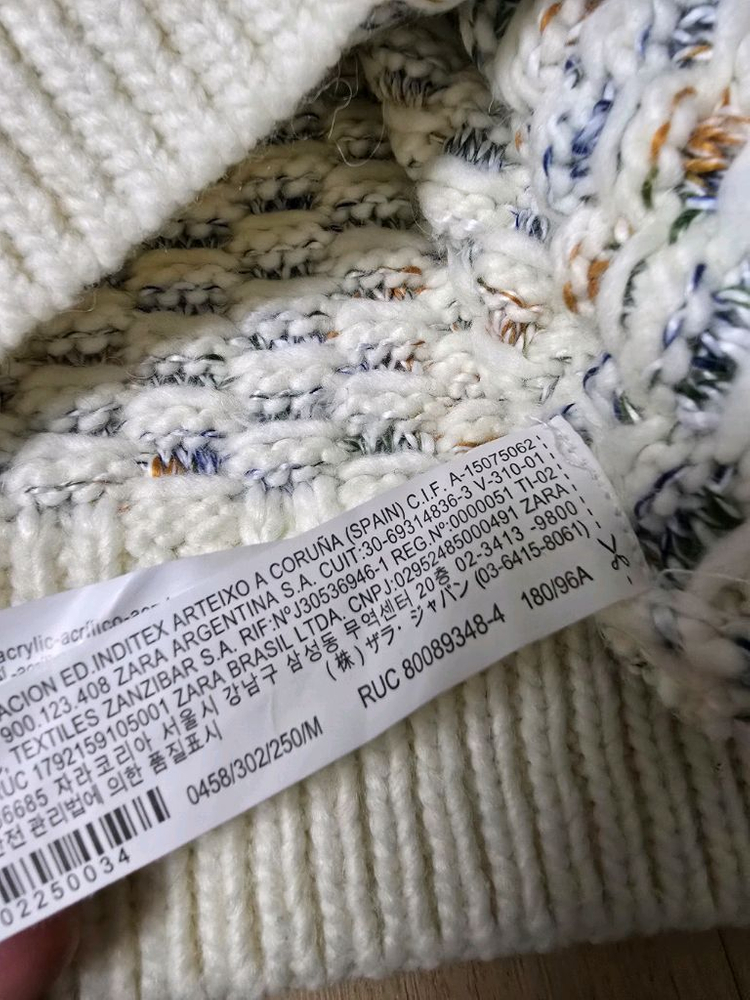 acrylic-acrílico-acr
ACION ED.INDITEX ARTEIXO A CORUÑA (SPAIN) C.I.F. A-15075062
900.123.408 ZARA ARGENTINA S.A. CUIT:30-69314836-3 V-310-01
, TEXTILES ZANZIBAR S.A. RIF:NºJ30536946-1 REG.Nº:0000051 TI-02
RUC 1792159105001 ZARA BRASIL LTDA, CNPJ:02952485000491 ZARA
6685 자라코리아 서울시 강남구 삼성동 무역센터 20층 02-3413 -9800
전 관리법에 의한 품질표시 (株) ザラ・ジャパン (03-6415-8061)
RUC 80089348-4 180/96A
0458/302/250/M
02250034